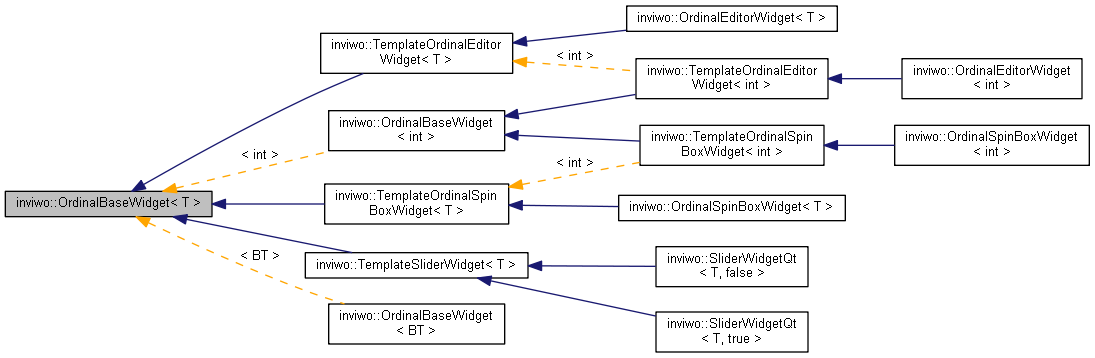 inviwo::OrdinalBaseWidget< T >
inviwo::TemplateOrdinalEditor
Widget< T >
inviwo::OrdinalEditorWidget< T >
< int >
inviwo::TemplateOrdinalEditor
Widget< int >
inviwo::OrdinalEditorWidget
< int >
< int >
inviwo::OrdinalBaseWidget
< int >
inviwo::TemplateOrdinalSpin
BoxWidget< int >
inviwo::OrdinalSpinBoxWidget
< int >
< int >
inviwo::TemplateOrdinalSpin
BoxWidget< T >
inviwo::OrdinalSpinBoxWidget< T >
inviwo::TemplateSliderWidget< T >
inviwo::SliderWidgetQt
< T, false >
inviwo::SliderWidgetQt
< T, true >
< BT >
inviwo::OrdinalBaseWidget
< BT >